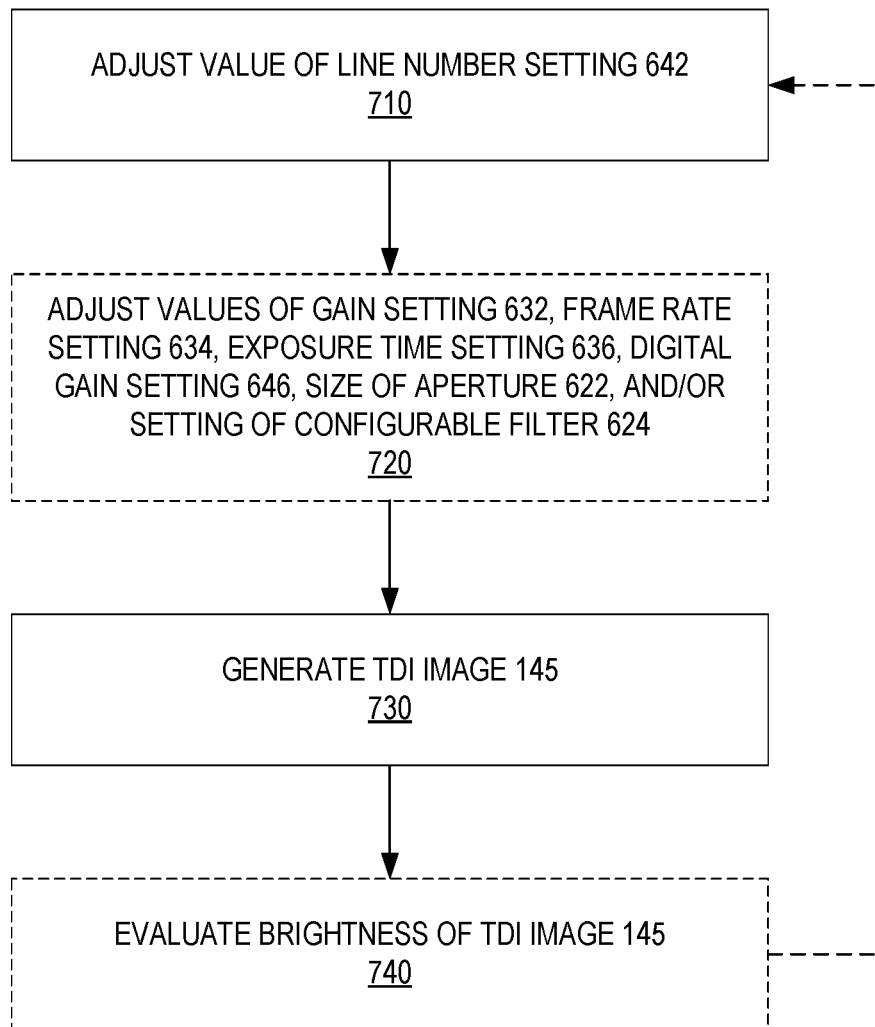 ADJUST VALUE OF LINE NUMBER SETTING 642
710
ADJUST VALUES OF GAIN SETTING 632, FRAME RATE
SETTING 634, EXPOSURE TIME SETTING 636, DIGITAL
GAIN SETTING 646, SIZE OF APERTURE 622, AND/OR
SETTING OF CONFIGURABLE FILTER 624
720
GENERATE TDI IMAGE 145
730
EVALUATE BRIGHTNESS OF TDI IMAGE 145
740